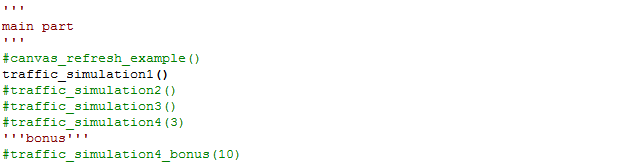 '''
main part
'''
#canvas_refresh_example()
traffic_simulation1()
#traffic_simulation2()
#traffic_simulation3()
#traffic_simulation4(3)
'''bonus'''
#traffic_simulation4_bonus(10)